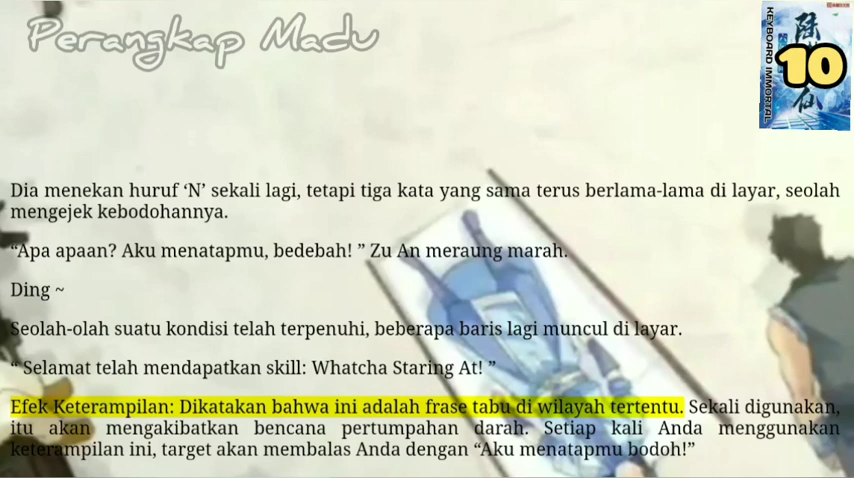 Perangkap Madu
KEYBOARD IMMORTAL
10
Dia menekan huruf ‘N’ sekali lagi, tetapi tiga kata yang sama terus berlama-lama di layar, seolah
mengejek kebodohannya.
“Apa apaan? Aku menatapmu, bedebah! ” Zu An meraung marah.
Ding ~
Seolah-olah suatu kondisi telah terpenuhi, beberapa baris lagi muncul di layar.
“ Selamat telah mendapatkan skill: Whatcha Staring At! ”
Efek Keterampilan: Dikatakan bahwa ini adalah frase tabu di wilayah tertentu. Sekali digunakan,
itu akan mengakibatkan bencana pertumpahan darah. Setiap kali Anda menggunakan
keterampilan ini, target akan membalas Anda dengan “Aku menatapmu bodoh!”